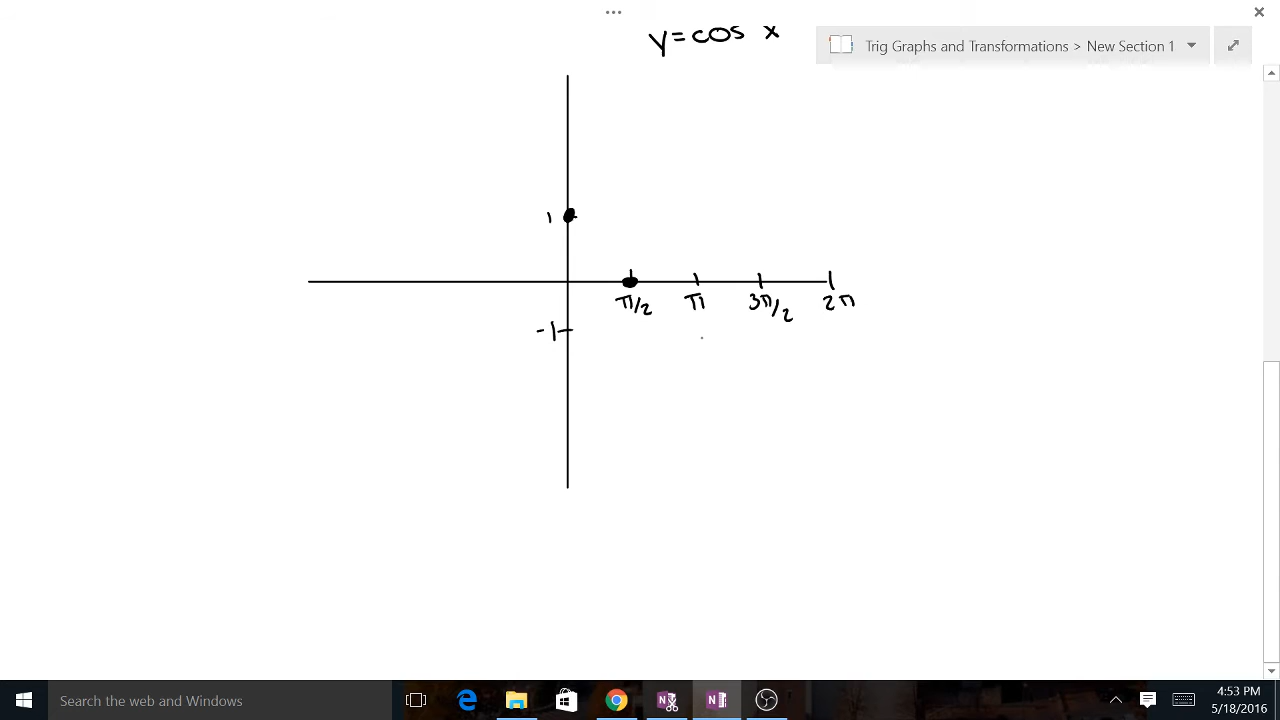 y=cos x
Trig Graphs and Transformations > New Section 1
1
π/2 π 3π/2 2π
-1
Search the web and Windows
4:53 PM
5/18/2016